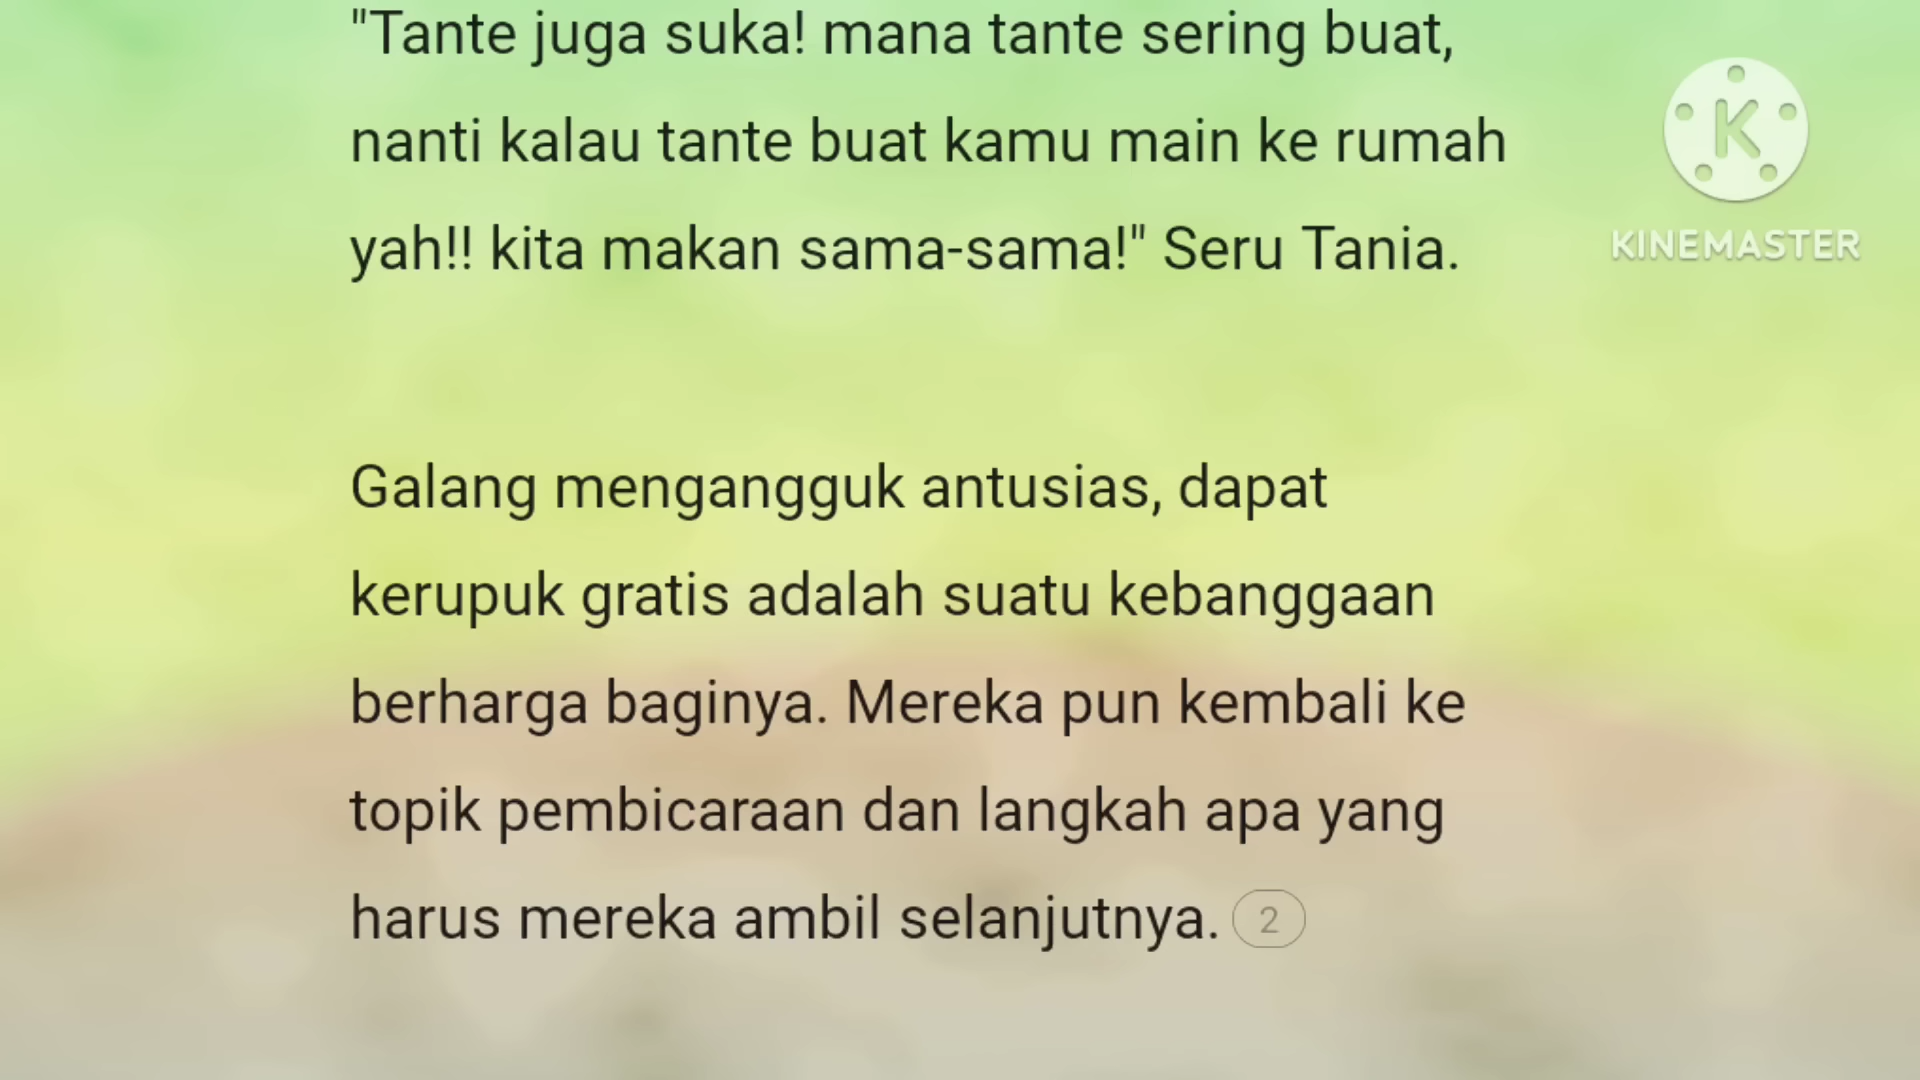 "Tante juga suka! mana tante sering buat,
nanti kalau tante buat kamu main ke rumah
yah!! kita makan sama-sama!" Seru Tania.
Galang mengangguk antusias, dapat
kerupuk gratis adalah suatu kebanggaan
berharga baginya. Mereka pun kembali ke
topik pembicaraan dan langkah apa yang
harus mereka ambil selanjutnya. 2
K
KINEMASTER